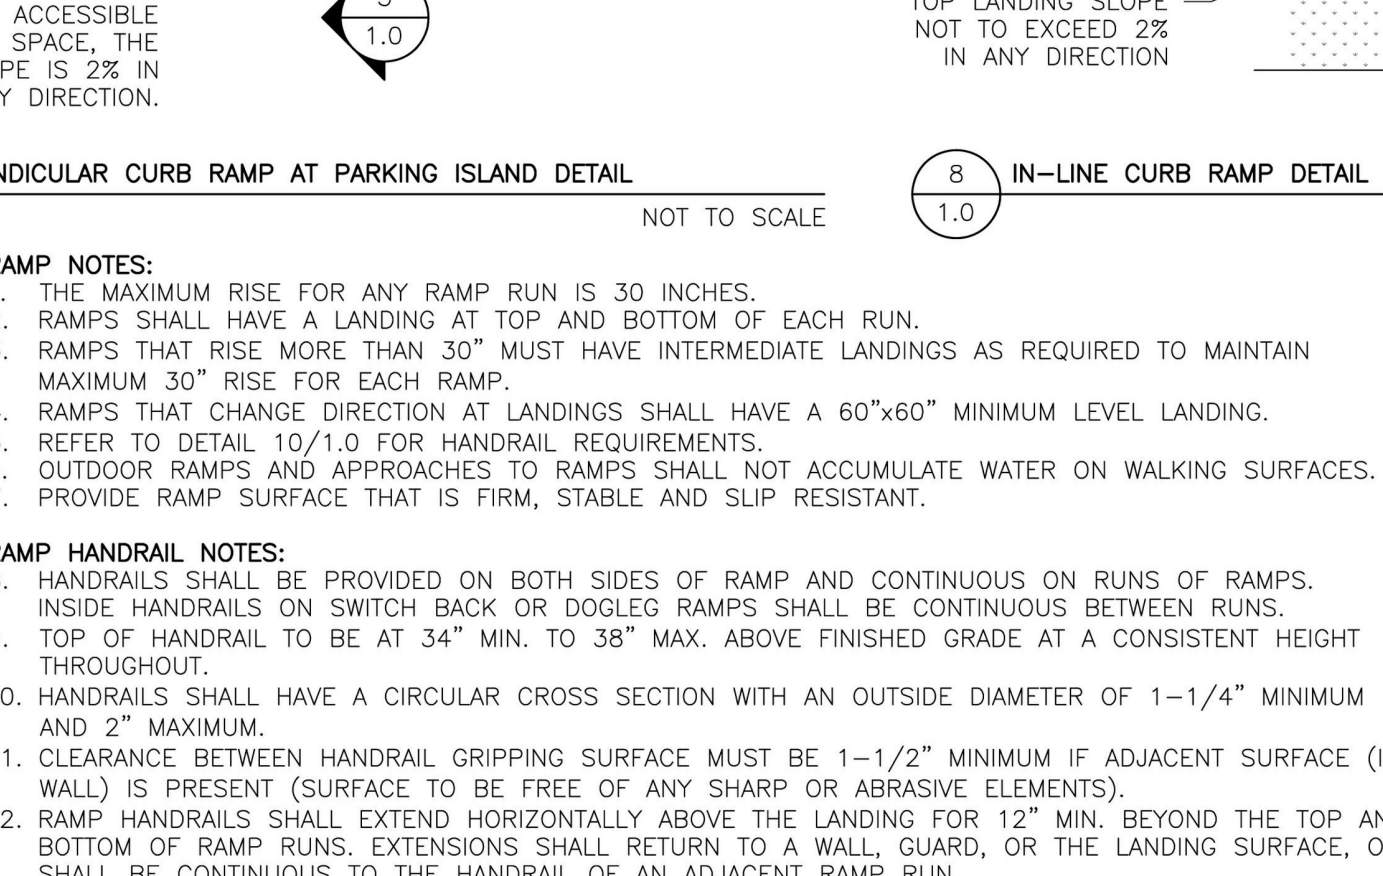 ACCESSIBLE
SPACE, THE
PE IS 2% IN
Y DIRECTION.
1.0
TOP LANDING SLOPE
NOT TO EXCEED 2%
IN ANY DIRECTION
NDICULAR CURB RAMP AT PARKING ISLAND DETAIL
NOT TO SCALE
8
IN-LINE CURB RAMP DETAIL
1.0
AMP NOTES:
. THE MAXIMUM RISE FOR ANY RAMP RUN IS 30 INCHES.
. RAMPS SHALL HAVE A LANDING AT TOP AND BOTTOM OF EACH RUN.
. RAMPS THAT RISE MORE THAN 30” MUST HAVE INTERMEDIATE LANDINGS AS REQUIRED TO MAINTAIN
MAXIMUM 30” RISE FOR EACH RAMP.
. RAMPS THAT CHANGE DIRECTION AT LANDINGS SHALL HAVE A 60”x60” MINIMUM LEVEL LANDING.
. REFER TO DETAIL 10/1.0 FOR HANDRAIL REQUIREMENTS.
. OUTDOOR RAMPS AND APPROACHES TO RAMPS SHALL NOT ACCUMULATE WATER ON WALKING SURFACES.
. PROVIDE RAMP SURFACE THAT IS FIRM, STABLE AND SLIP RESISTANT.
AMP HANDRAIL NOTES:
. HANDRAILS SHALL BE PROVIDED ON BOTH SIDES OF RAMP AND CONTINUOUS ON RUNS OF RAMPS.
INSIDE HANDRAILS ON SWITCH BACK OR DOGLEG RAMPS SHALL BE CONTINUOUS BETWEEN RUNS.
. TOP OF HANDRAIL TO BE AT 34” MIN. TO 38” MAX. ABOVE FINISHED GRADE AT A CONSISTENT HEIGHT
THROUGHOUT.
0. HANDRAILS SHALL HAVE A CIRCULAR CROSS SECTION WITH AN OUTSIDE DIAMETER OF 1-1/4” MINIMUM
AND 2” MAXIMUM.
1. CLEARANCE BETWEEN HANDRAIL GRIPPING SURFACE MUST BE 1-1/2” MINIMUM IF ADJACENT SURFACE (I
WALL) IS PRESENT (SURFACE TO BE FREE OF ANY SHARP OR ABRASIVE ELEMENTS).
2. RAMP HANDRAILS SHALL EXTEND HORIZONTALLY ABOVE THE LANDING FOR 12” MIN. BEYOND THE TOP AN
BOTTOM OF RAMP RUNS. EXTENSIONS SHALL RETURN TO A WALL, GUARD, OR THE LANDING SURFACE, O
SHALL BE CONTINUOUS TO THE HANDRAIL OF AN ADJACENT RAMP RUN.